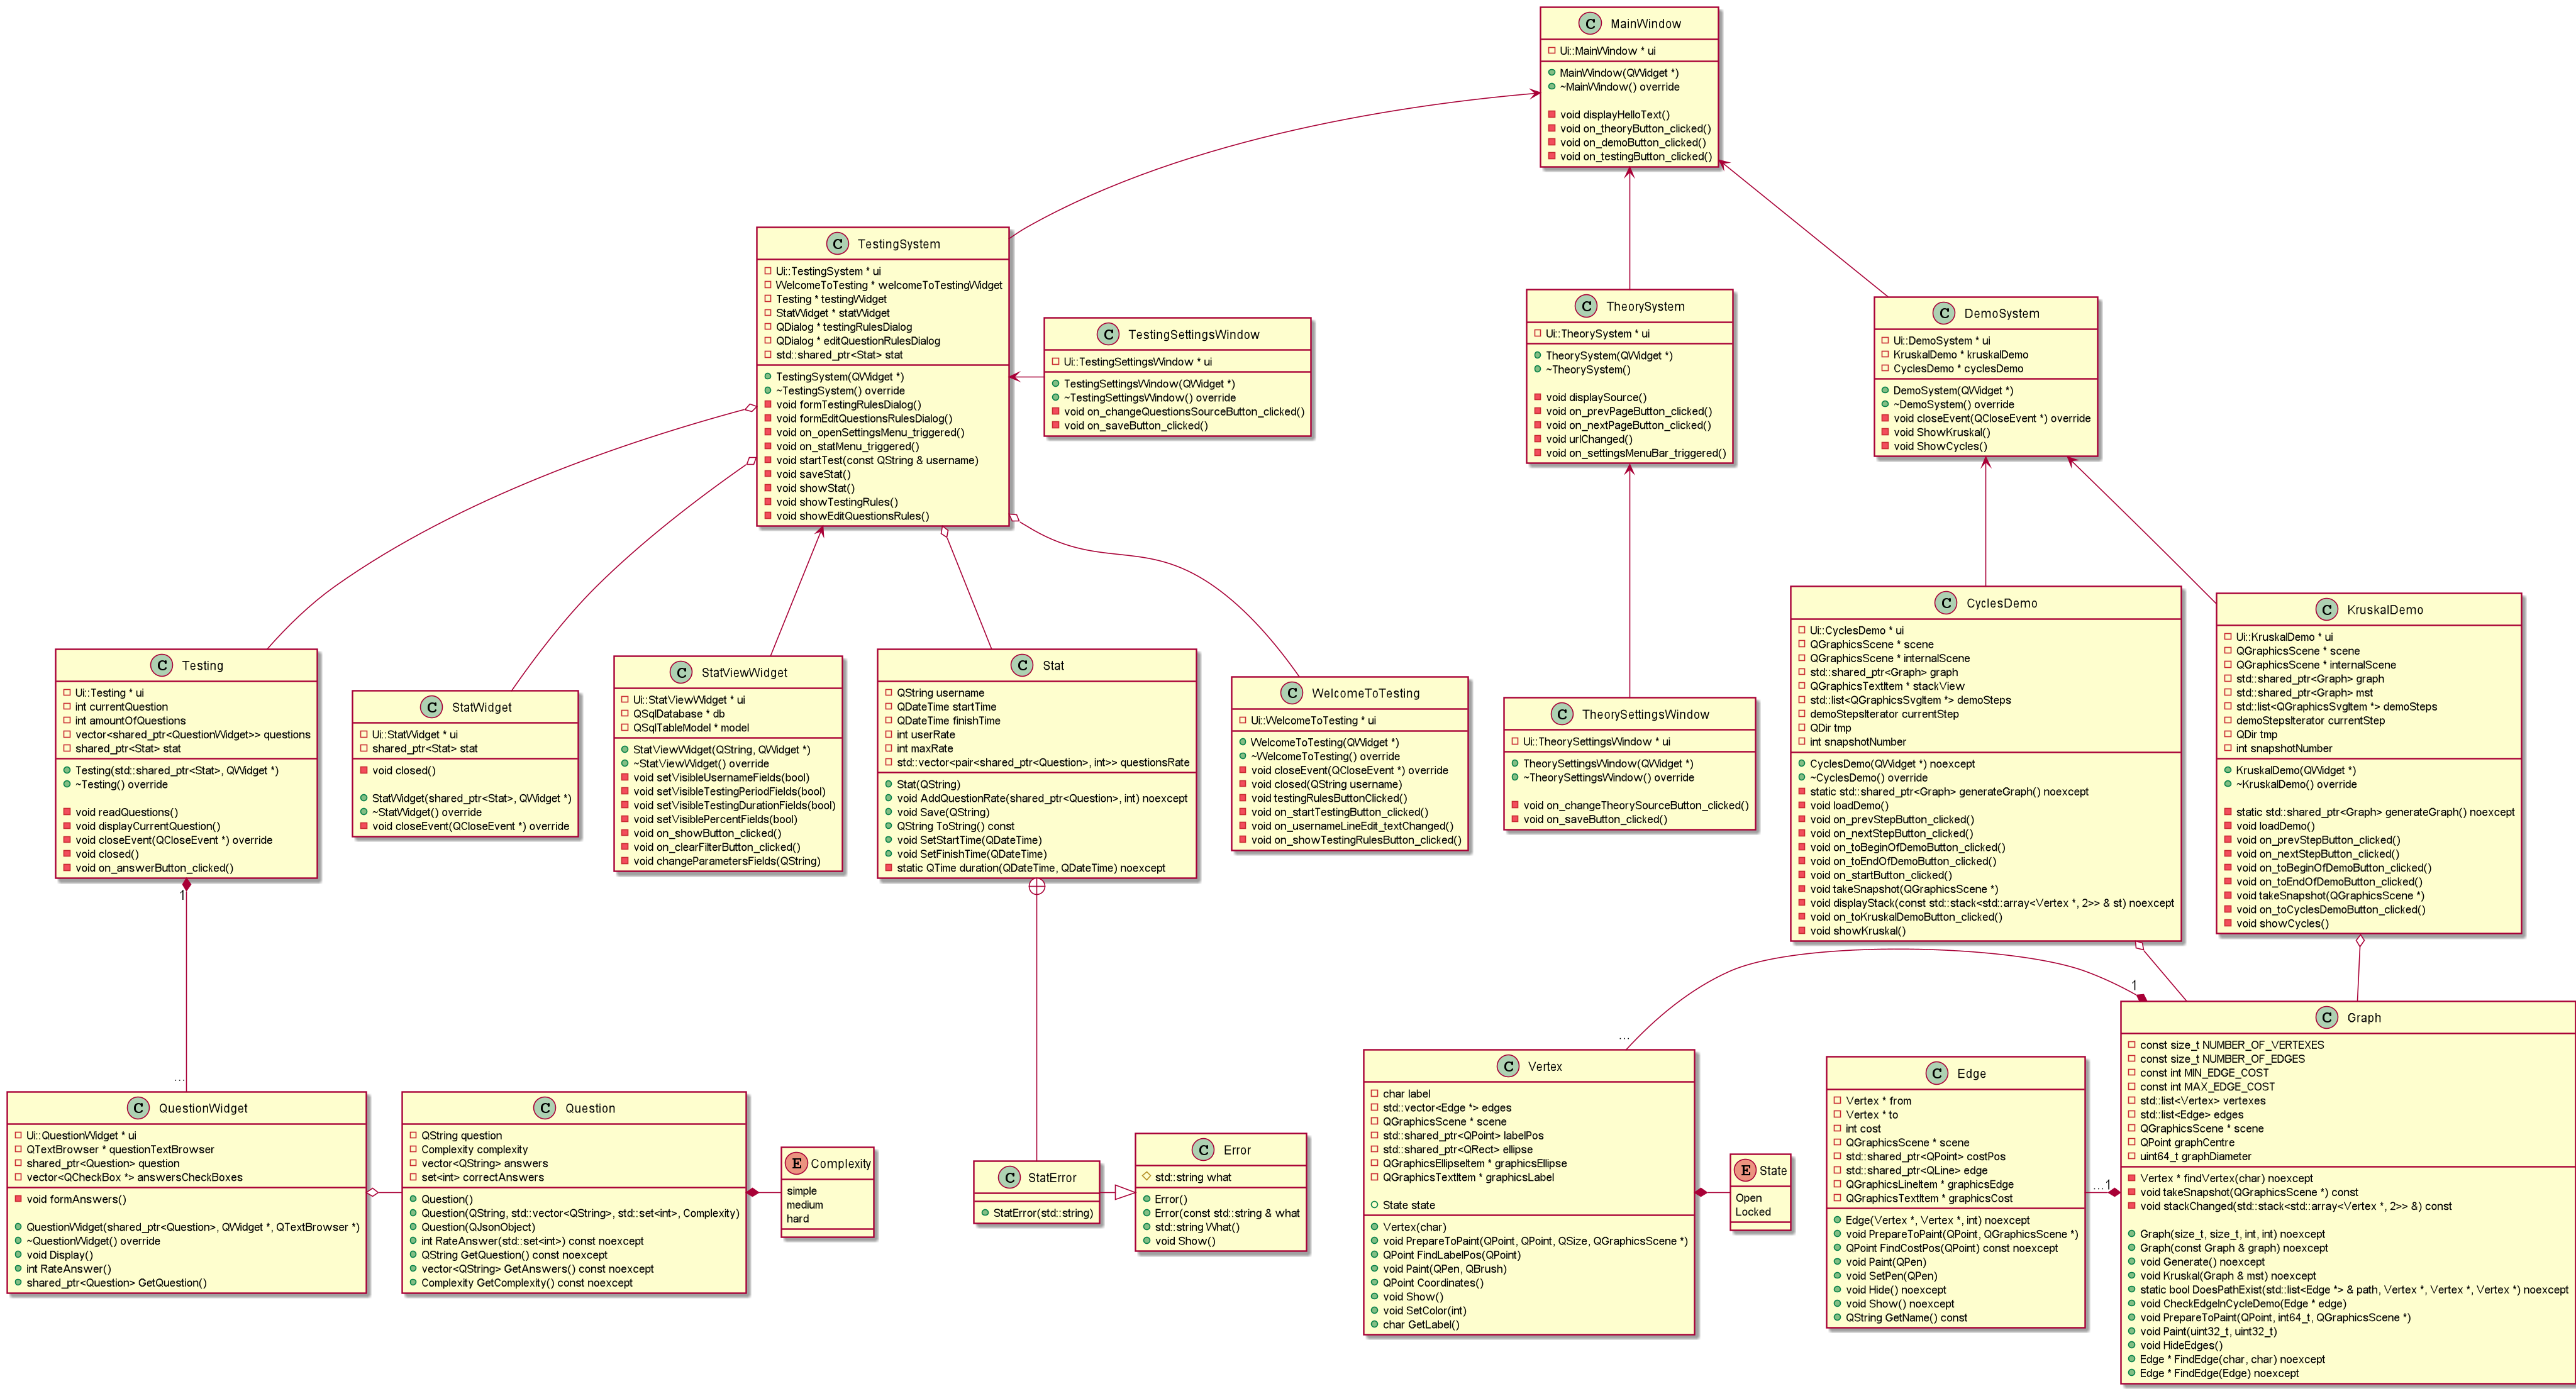 C MainWindow
Ui::MainWindow * ui
MainWindow(QWidget *)
~MainWindow() override
void displayHelloText()
void on_theoryButton_clicked()
void on_demoButton_clicked()
void on_testingButton_clicked()
C TestingSystem
Ui::TestingSystem * ui
WelcomeToTesting * welcomeToTestingWidget
Testing * testingWidget
StatWidget * statWidget
QDialog * testingRulesDialog
QDialog * editQuestionRulesDialog
std::shared_ptr<Stat> stat
TestingSystem(QWidget *)
~TestingSystem() override
void formTestingRulesDialog()
void formEditQuestionsRulesDialog()
void on_openSettingsMenu_triggered()
void on_statMenu_triggered()
void startTest(const QString & username)
void saveStat()
void showStat()
void showTestingRules()
void showEditQuestionsRules()
C TestingSettingsWindow
Ui::TestingSettingsWindow * ui
TestingSettingsWindow(QWidget *)
~TestingSettingsWindow() override
void on_changeQuestionsSourceButton_clicked()
void on_saveButton_clicked()
C TheorySystem
Ui::TheorySystem * ui
TheorySystem(QWidget *)
~TheorySystem()
void displaySource()
void on_prevPageButton_clicked()
void on_nextPageButton_clicked()
void urlChanged()
void on_settingsMenuBar_triggered()
C DemoSystem
Ui::DemoSystem * ui
KruskalDemo * kruskalDemo
CyclesDemo * cyclesDemo
DemoSystem(QWidget *)
~DemoSystem() override
void closeEvent(QCloseEvent *) override
void ShowKruskal()
void ShowCycles()
C Testing
Ui::Testing * ui
int currentQuestion
int amountOfQuestions
vector<shared_ptr<QuestionWidget>> questions
shared_ptr<Stat> stat
Testing(std::shared_ptr<Stat>, QWidget *)
~Testing() override
void readQuestions()
void displayCurrentQuestion()
void closeEvent(QCloseEvent *) override
void closed()
void on_answerButton_clicked()
C StatWidget
Ui::StatWidget * ui
shared_ptr<Stat> stat
void closed()
StatWidget(shared_ptr<Stat>, QWidget *)
~StatWidget() override
void closeEvent(QCloseEvent *) override
C StatViewWidget
Ui::StatViewWidget * ui
QSqlDatabase * db
QSqlTableModel * model
StatViewWidget(QString, QWidget *)
~StatViewWidget() override
void setVisibleUsernameFields(bool)
void setVisibleTestingPeriodFields(bool)
void setVisibleTestingDurationFields(bool)
void setVisiblePercentFields(bool)
void on_showButton_clicked()
void on_clearFilterButton_clicked()
void changeParametersFields(QString)
C Stat
QString username
QDateTime startTime
QDateTime finishTime
int userRate
int maxRate
std::vector<pair<shared_ptr<Question>, int>> questionsRate
Stat(QString)
void AddQuestionRate(shared_ptr<Question>, int) noexcept
void Save(QString)
QString ToString() const
void SetStartTime(QDateTime)
void SetFinishTime(QDateTime)
static QTime duration(QDateTime, QDateTime) noexcept
C WelcomeToTesting
Ui::WelcomeToTesting * ui
WelcomeToTesting(QWidget *)
~WelcomeToTesting() override
void closeEvent(QCloseEvent *) override
void closed(QString username)
void testingRulesButtonClicked()
void on_startTestingButton_clicked()
void on_usernameLineEdit_textChanged()
void on_showTestingRulesButton_clicked()
C TheorySettingsWindow
Ui::TheorySettingsWindow * ui
TheorySettingsWindow(QWidget *)
~TheorySettingsWindow() override
void on_changeTheorySourceButton_clicked()
void on_saveButton_clicked()
C CyclesDemo
Ui::CyclesDemo * ui
QGraphicsScene * scene
QGraphicsScene * internalScene
std::shared_ptr<Graph> graph
QGraphicsTextItem * stackView
std::list<QGraphicsSvgItem *> demoSteps
demoStepsIterator currentStep
QDir tmp
int snapshotNumber
CyclesDemo(QWidget *) noexcept
~CyclesDemo() override
static std::shared_ptr<Graph> generateGraph() noexcept
void loadDemo()
void on_prevStepButton_clicked()
void on_nextStepButton_clicked()
void on_toBeginOfDemoButton_clicked()
void on_toEndOfDemoButton_clicked()
void on_startButton_clicked()
void takeSnapshot(QGraphicsScene *)
void displayStack(const std::stack<std::array<Vertex *, 2>> & st) noexcept
void on_toKruskalDemoButton_clicked()
void showKruskal()
C KruskalDemo
Ui::KruskalDemo * ui
QGraphicsScene * scene
QGraphicsScene * internalScene
std::shared_ptr<Graph> graph
std::shared_ptr<Graph> mst
std::list<QGraphicsSvgItem *> demoSteps
demoStepsIterator currentStep
QDir tmp
int snapshotNumber
KruskalDemo(QWidget *)
~KruskalDemo() override
static std::shared_ptr<Graph> generateGraph() noexcept
void loadDemo()
void on_prevStepButton_clicked()
void on_nextStepButton_clicked()
void on_toBeginOfDemoButton_clicked()
void on_toEndOfDemoButton_clicked()
void takeSnapshot(QGraphicsScene *)
void on_toCyclesDemoButton_clicked()
void showCycles()
1
...
1
...
C QuestionWidget
Ui::QuestionWidget * ui
QTextBrowser * questionTextBrowser
shared_ptr<Question> question
vector<QCheckBox *> answersCheckBoxes
void formAnswers()
QuestionWidget(shared_ptr<Question>, QWidget *, QTextBrowser *)
~QuestionWidget() override
void Display()
int RateAnswer()
shared_ptr<Question> GetQuestion()
C Question
QString question
Complexity complexity
vector<QString> answers
set<int> correctAnswers
Question()
Question(QString, std::vector<QString>, std::set<int>, Complexity)
Question(QJsonObject)
int RateAnswer(std::set<int>) const noexcept
QString GetQuestion() const noexcept
vector<QString> GetAnswers() const noexcept
Complexity GetComplexity() const noexcept
E Complexity
simple
medium
hard
C StatError
StatError(std::string)
C Error
std::string what
Error()
Error(const std::string & what
std::string What()
void Show()
C Vertex
char label
std::vector<Edge *> edges
QGraphicsScene * scene
std::shared_ptr<QPoint> labelPos
std::shared_ptr<QRect> ellipse
QGraphicsEllipseItem * graphicsEllipse
QGraphicsTextItem * graphicsLabel
State state
Vertex(char)
void PrepareToPaint(QPoint, QPoint, QSize, QGraphicsScene *)
QPoint FindLabelPos(QPoint)
void Paint(QPen, QBrush)
QPoint Coordinates()
void Show()
void SetColor(int)
char GetLabel()
E State
Open
Locked
C Edge
Vertex * from
Vertex * to
int cost
QGraphicsScene * scene
std::shared_ptr<QPoint> costPos
std::shared_ptr<QLine> edge
QGraphicsLineItem * graphicsEdge
QGraphicsTextItem * graphicsCost
Edge(Vertex *, Vertex *, int) noexcept
void PrepareToPaint(QPoint, QGraphicsScene *)
QPoint FindCostPos(QPoint) const noexcept
void Paint(QPen)
void SetPen(QPen)
void Hide() noexcept
void Show() noexcept
QString GetName() const
...1
C Graph
const size_t NUMBER_OF_VERTEXES
const size_t NUMBER_OF_EDGES
const int MIN_EDGE_COST
const int MAX_EDGE_COST
std::list<Vertex> vertexes
std::list<Edge> edges
QGraphicsScene * scene
QPoint graphCentre
uint64_t graphDiameter
Vertex * findVertex(char) noexcept
void takeSnapshot(QGraphicsScene *) const
void stackChanged(std::stack<std::array<Vertex *, 2>> &) const
Graph(size_t, size_t, int, int) noexcept
Graph(const Graph & graph) noexcept
void Generate() noexcept
void Kruskal(Graph & mst) noexcept
static bool DoesPathExist(std::list<Edge *> & path, Vertex *, Vertex *, Vertex *) noexcept
void CheckEdgeInCycleDemo(Edge * edge)
void PrepareToPaint(QPoint, int64_t, QGraphicsScene *)
void Paint(uint32_t, uint32_t)
void HideEdges()
Edge * FindEdge(char, char) noexcept
Edge * FindEdge(Edge) noexcept